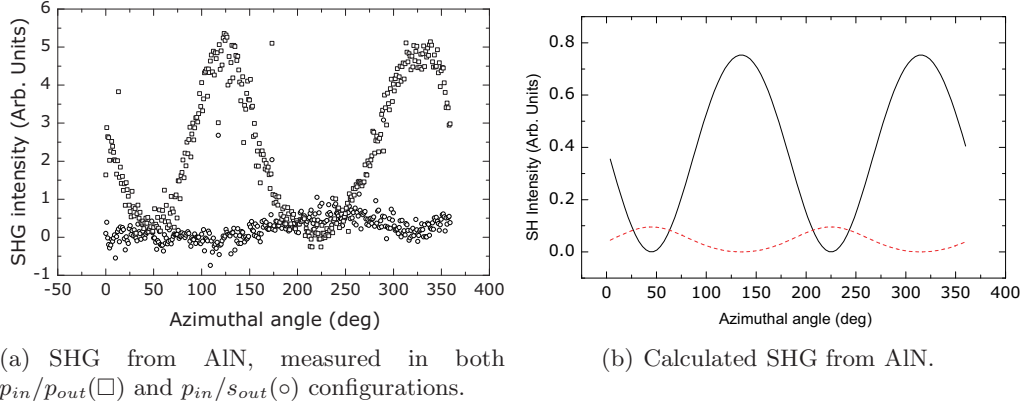 6
5
4
3
2
1
0
-1
-50 0 50 100 150 200 250 300 350 400
SHG intensity (Arb. Units)
Azimuthal angle (deg)
0.8
0.6
0.4
0.2
0.0
0 50 100 150 200 250 300 350 400
SH Intensity (Arb. Units)
Azimuthal angle (deg)
(a) SHG from AlN, measured in both
p_in/p_out(□) and p_in/s_out(○) configurations.
(b) Calculated SHG from AlN.